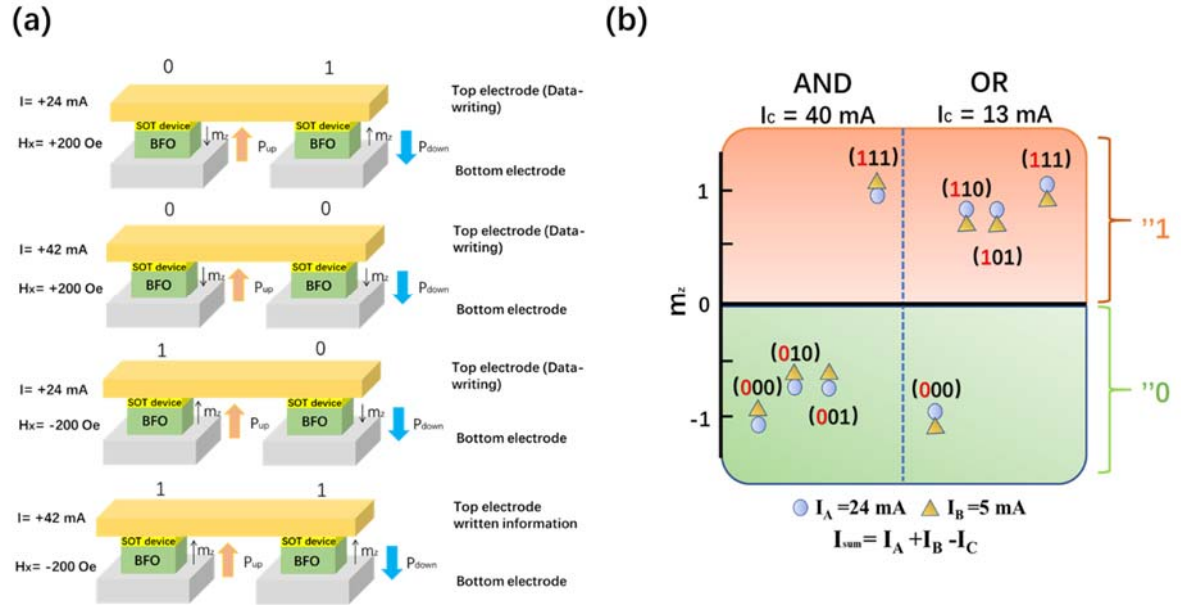 (a)
0 1
I= +24 mA
Hx= +200 Oe
SOT device
BFO
mz
Pup
SOT device
BFO
mz
Pdown
Top electrode (Data-
writing)
Bottom electrode
0 0
I= +42 mA
Hx= +200 Oe
SOT device
BFO
mz
Pup
SOT device
BFO
mz
Pdown
Top electrode (Data-
writing)
Bottom electrode
1 0
I= +24 mA
Hx= -200 Oe
SOT device
BFO
mz
Pup
SOT device
BFO
mz
Pdown
Top electrode (Data-
writing)
Bottom electrode
1 1
I= +42 mA
Hx= -200 Oe
SOT device
BFO
mz
Pup
SOT device
BFO
mz
Pdown
Top electrode
written information
Bottom electrode
(b)
AND OR
Ic = 40 mA Ic = 13 mA
mz
1
0
-1
(111)
(110)
(101)
(111)
(000)
(010)
(001)
(000)
"1
"0
IA =24 mA IB =5 mA
Isum= IA +IB -IC